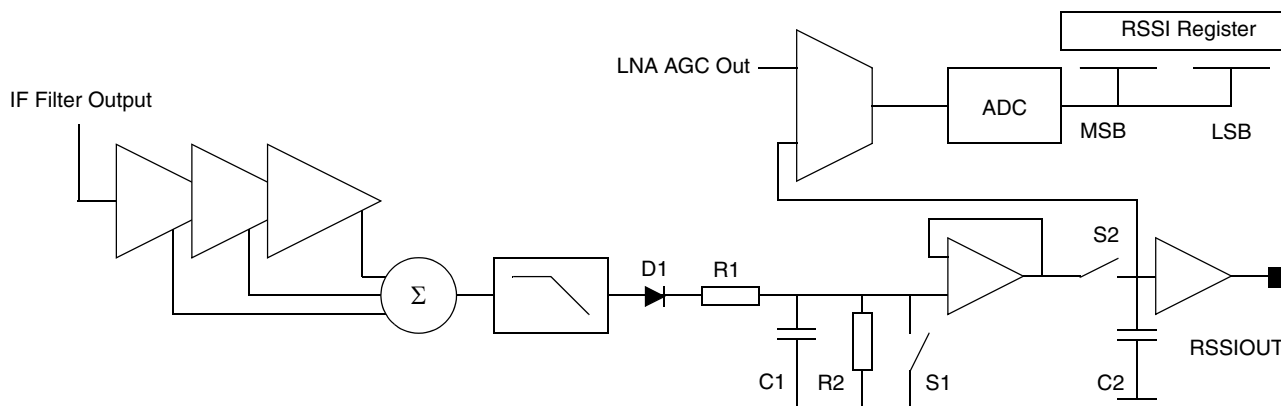 RSSI Register
LNA AGC Out
IF Filter Output
ADC
MSB
LSB
D1
R1
S2
Σ
C1
R2
S1
C2
RSSIOUT